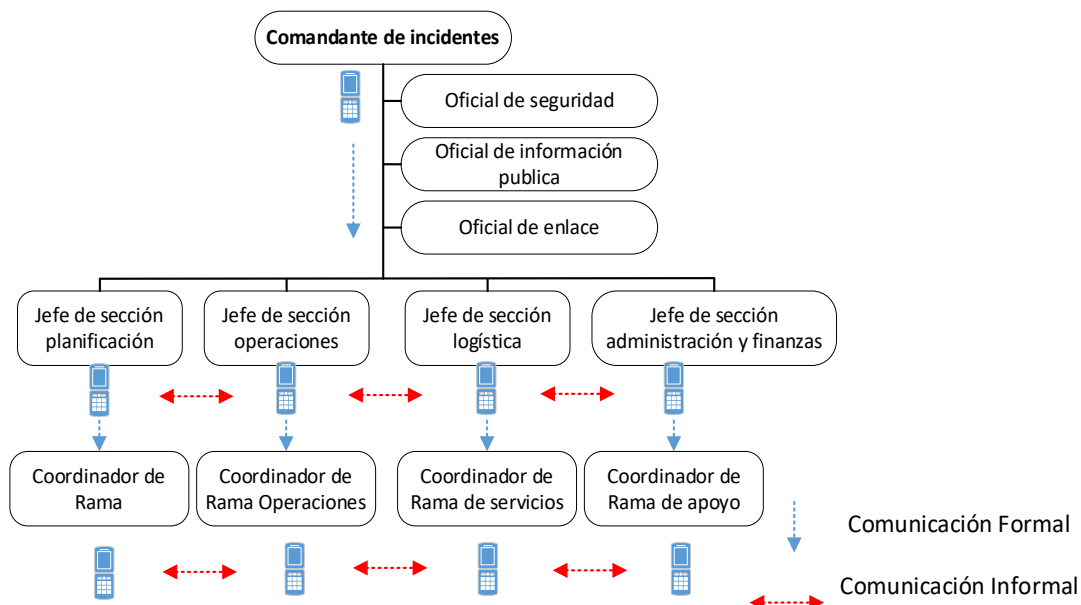 Comandante de incidentes
Oficial de seguridad
Oficial de información
publica
Oficial de enlace
Jefe de sección
planificación
Jefe de sección
operaciones
Jefe de sección
logística
Jefe de sección
administración y finanzas
Coordinador de
Rama
Coordinador de
Rama Operaciones
Coordinador de
Rama de servicios
Coordinador de
Rama de apoyo
Comunicación Formal
Comunicación Informal